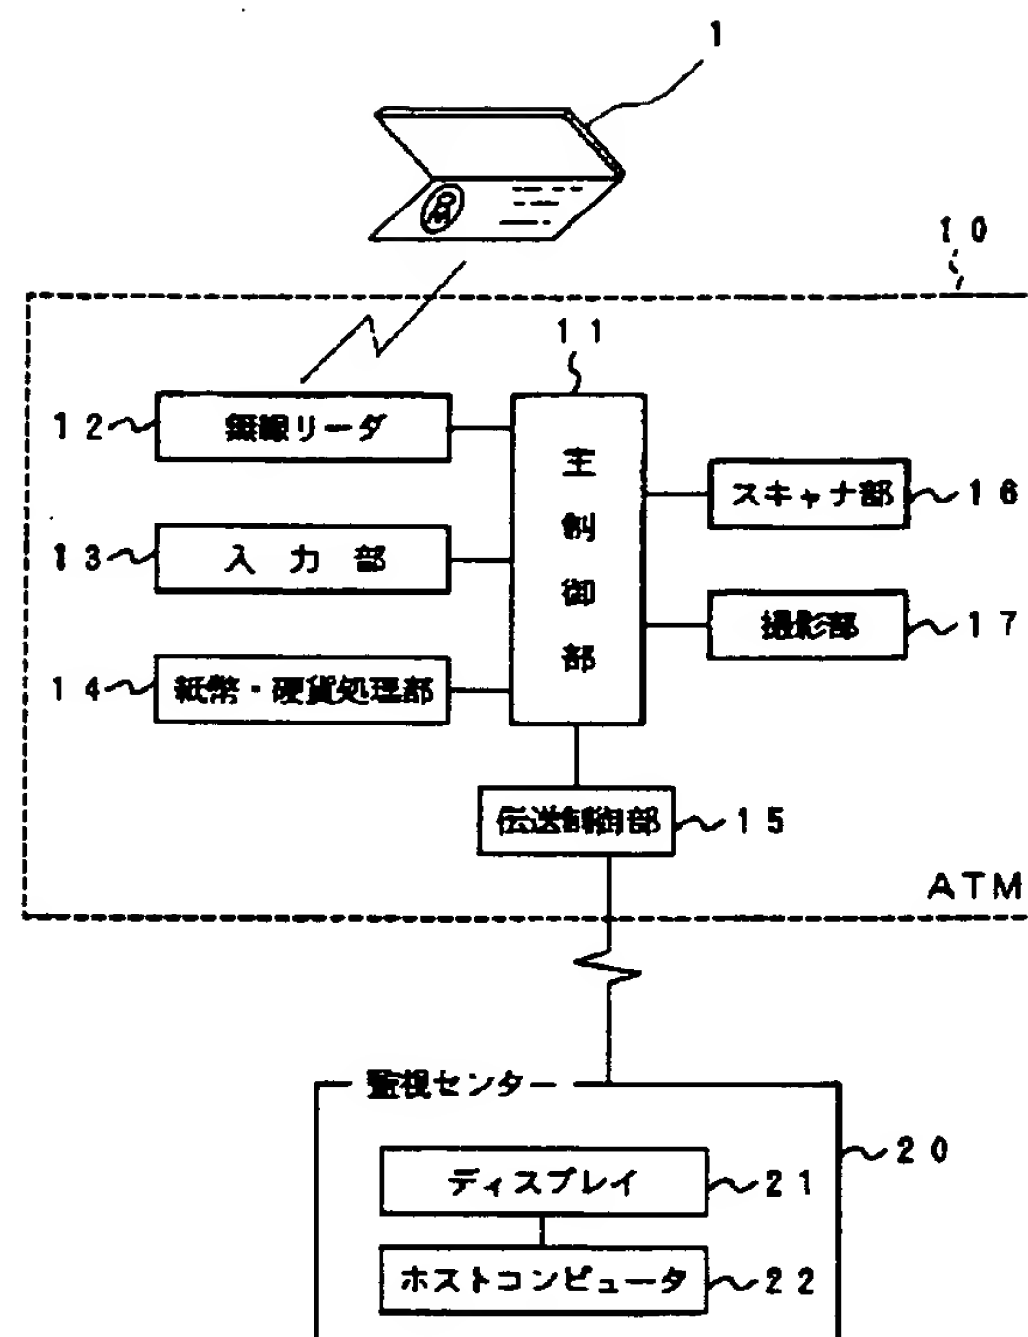 1
10
11
12 無線リーダ
主制御部
スキャナ部 16
13 入力部
撮影部 17
14 紙幣・硬貨処理部
伝送制御部 15
ATM
監視センター
20
ディスプレイ 21
ホストコンピュータ 22